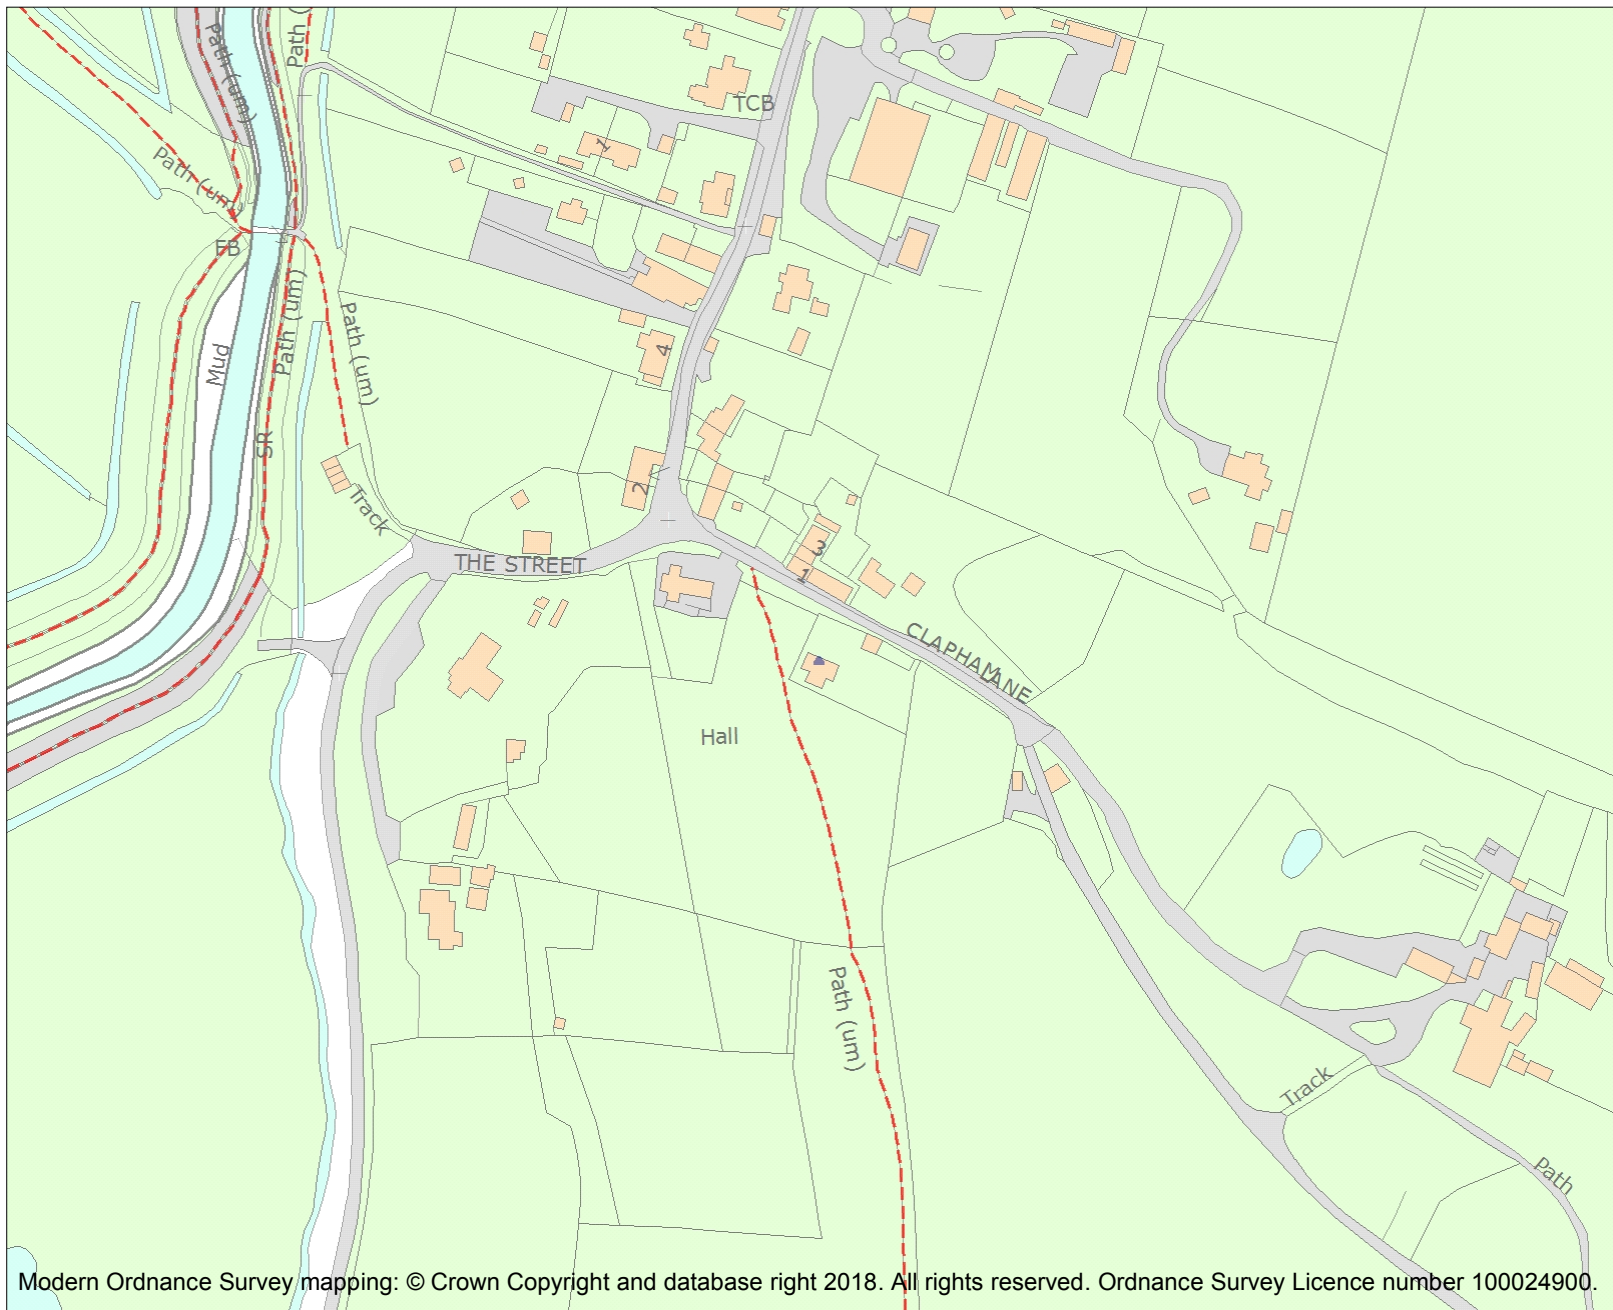 Path (um)
Path (
TCB
1
Path (um)
FB
Path (um)
Path (um)
Mud
4
SR
2
Track
THE STREET
3
1
CLAPHAM LANE
Hall
Path (um)
Track
Path
Modern Ordnance Survey mapping: © Crown Copyright and database right 2018. All rights reserved. Ordnance Survey Licence number 100024900.